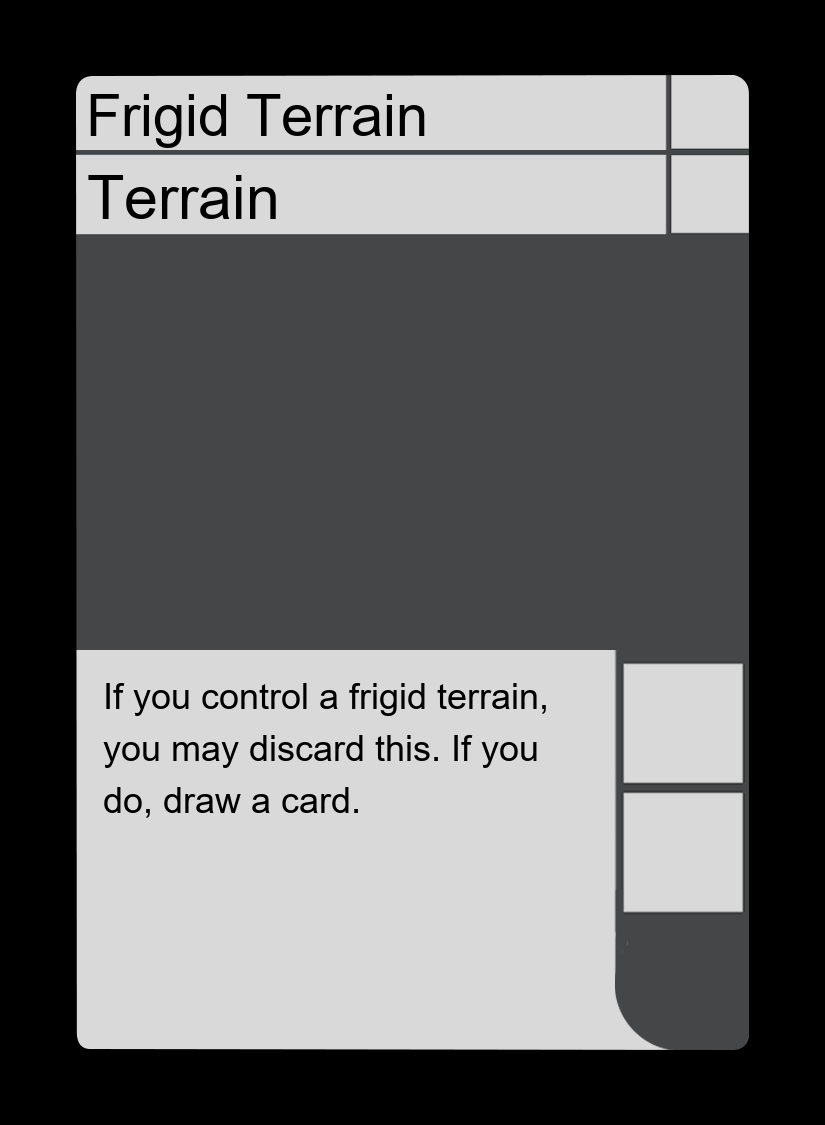 Frigid Terrain
Terrain
If you control a frigid terrain,
you may discard this. If you
do, draw a card.